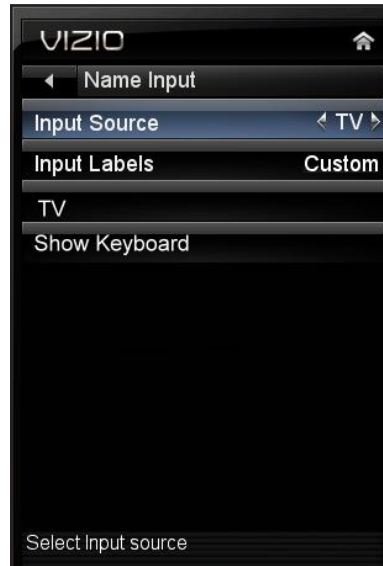 VIZIO
Name Input
Input Source TV
Input Labels Custom
TV
Show Keyboard
Select Input source